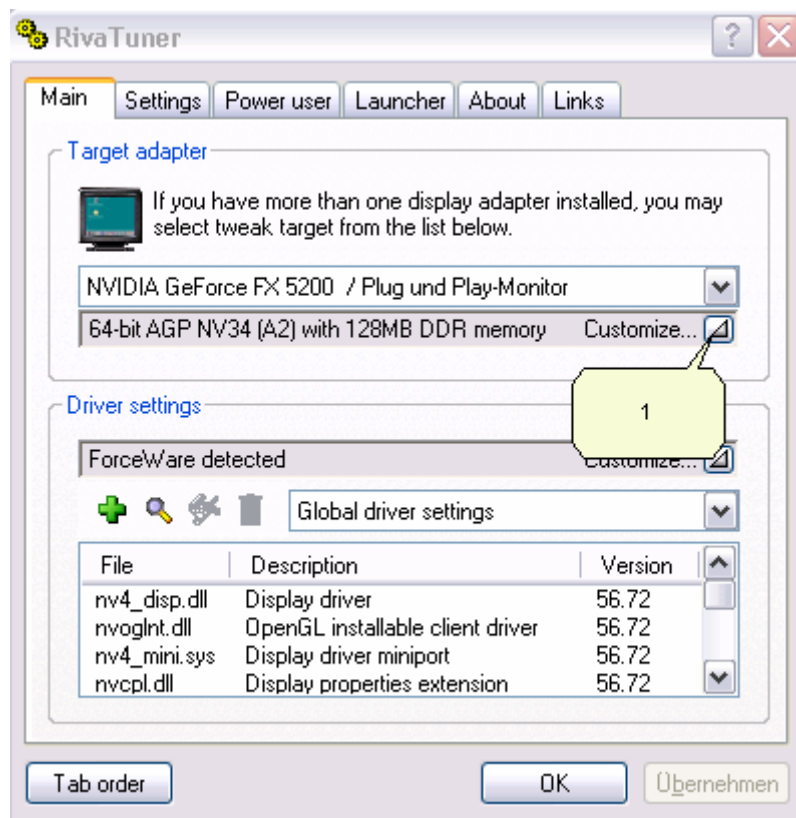 RivaTuner
Main Settings Power user Launcher About Links
Target adapter
If you have more than one display adapter installed, you may
select tweak target from the list below.
NVIDIA GeForce FX 5200 / Plug und Play-Monitor
64-bit AGP NV34 (A2) with 128MB DDR memory Customize...
1
Driver settings
ForceWare detected Customize...
Global driver settings
File Description Version
nv4_disp.dll Display driver 56.72
nvoglnt.dll OpenGL installable client driver 56.72
nv4_mini.sys Display driver miniport 56.72
nvcpl.dll Display properties extension 56.72
Tab order OK Übernehmen